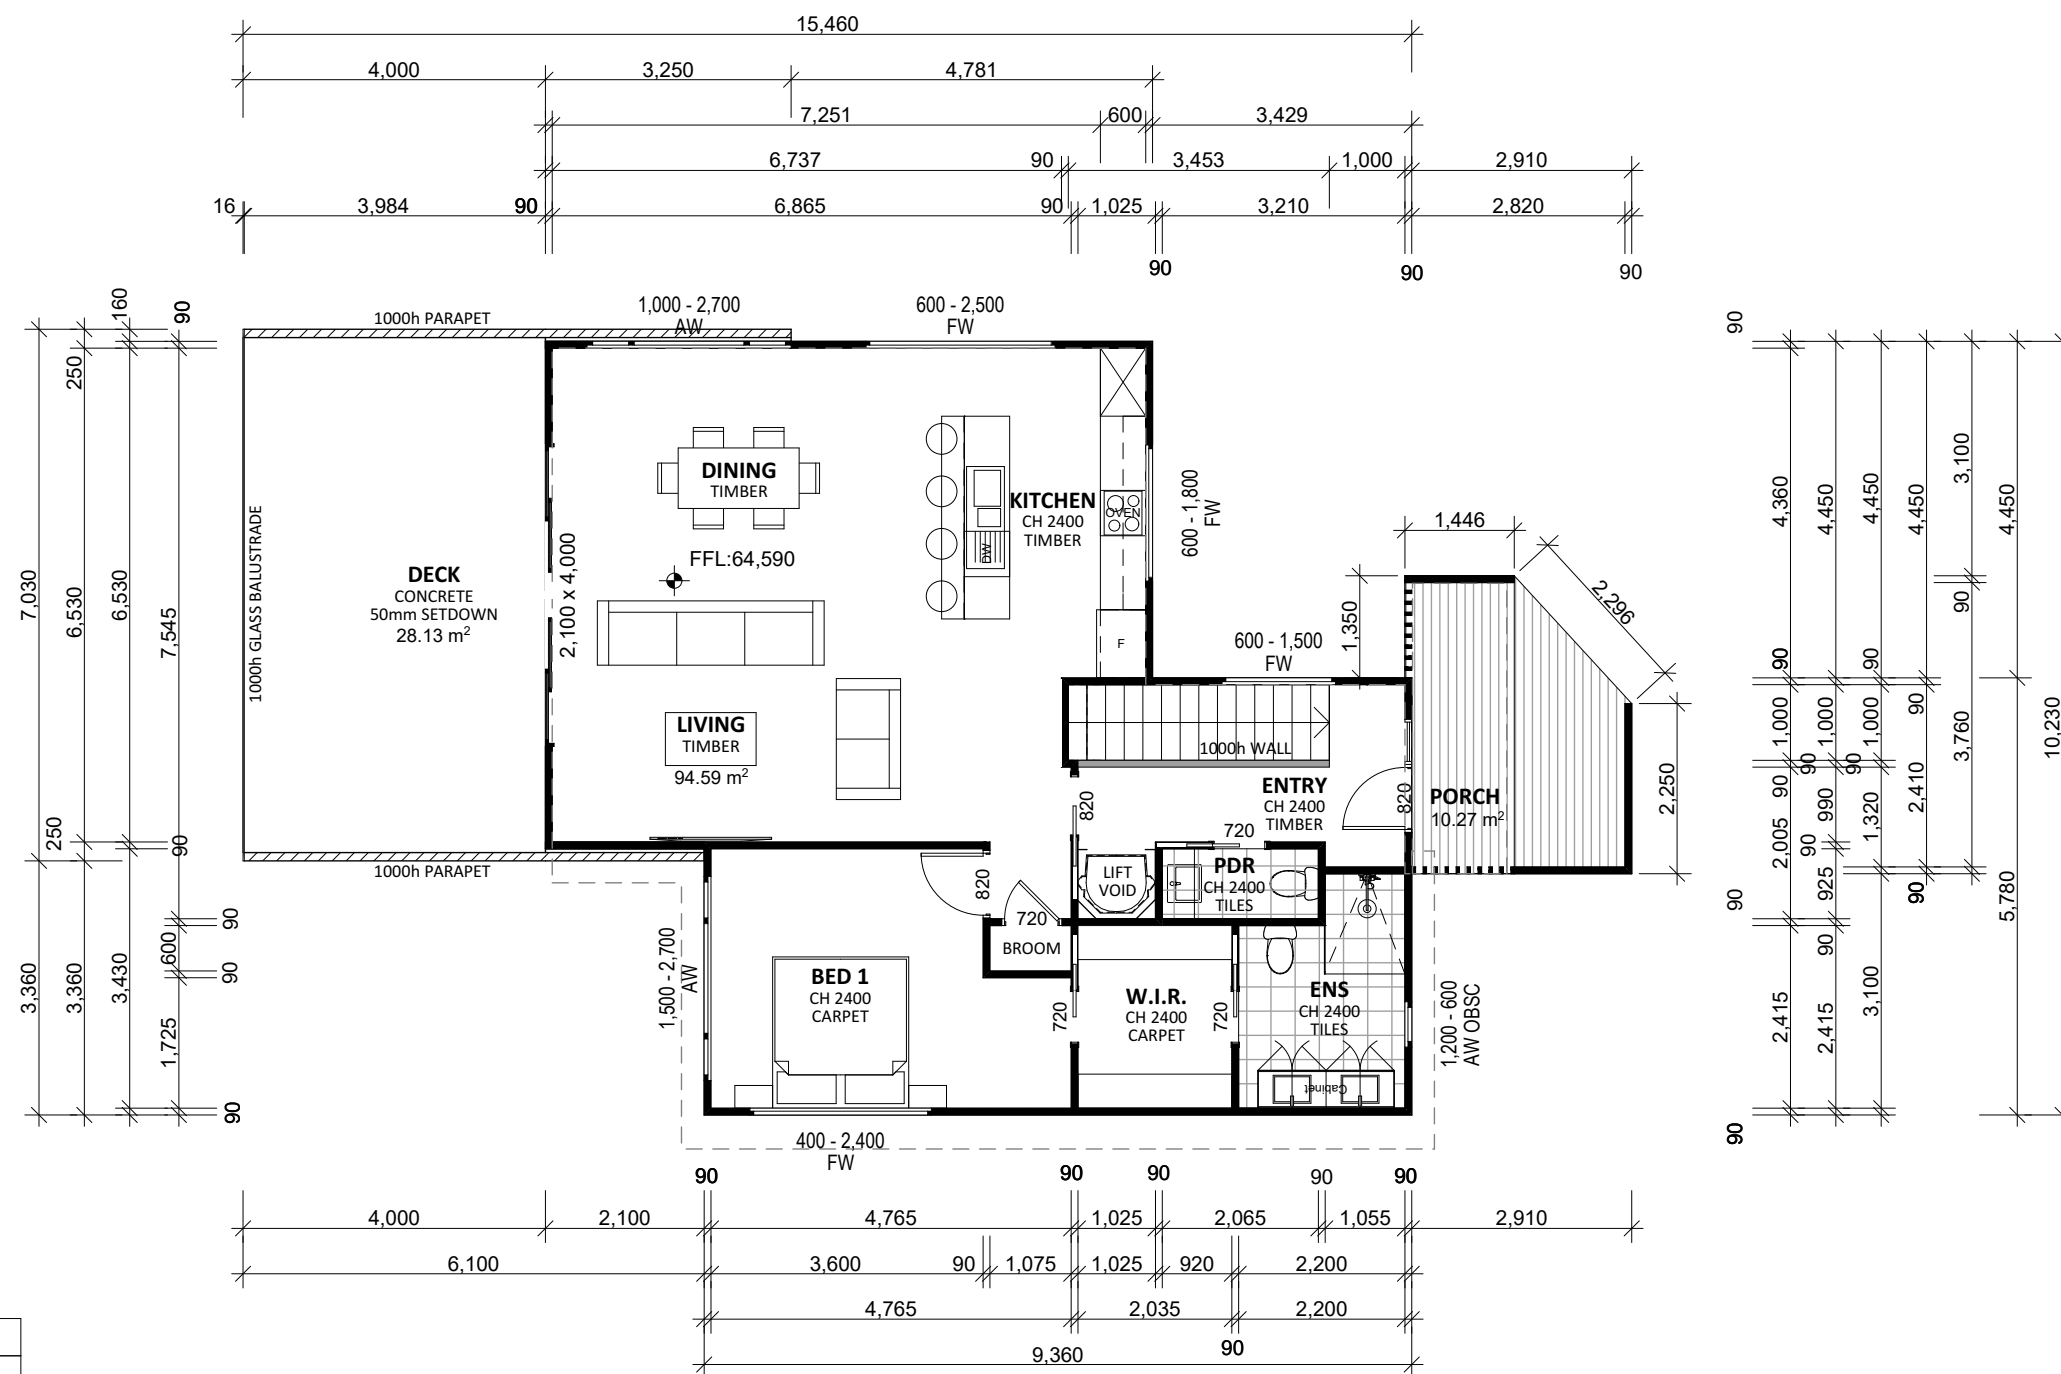 15,460
4,000 3,250 4,781
7,251 600 3,429
6,737 90 3,453 1,000 2,910
16 3,984 90 6,865 90 1,025 3,210 2,820
90 90 90
160 90
250
7,030 6,530 6,530 7,545
250 90
90
600
90
3,360 3,360 3,430 1,725
90
1000h PARAPET
1,000 - 2,700
AW
600 - 2,500
FW
1000h GLASS BALUSTRADE
DECK
CONCRETE
50mm SETDOWN
28.13 m²
2,100 x 4,000
DINING
TIMBER
FFL:64,590
KITCHEN
CH 2400
TIMBER
OVEN
DW
F
600 - 1,800
FW
LIVING
TIMBER
94.59 m²
600 - 1,500
FW
1000h WALL
ENTRY
CH 2400
TIMBER
820
820
720
1,446
2,296
1,350
2,250
PORCH
10.27 m²
1000h PARAPET
LIFT
VOID
PDR
CH 2400
TILES
820
720
BROOM
BED 1
CH 2400
CARPET
1,500 - 2,700
AW
720
W.I.R.
CH 2400
CARPET
720
ENS
CH 2400
TILES
Cabinet
1,200 - 600
AW OBSC
400 - 2,400
FW
90
4,360 4,450 4,450 4,450 3,100 4,450
90
90 90
1,000 1,000 1,000 90 3,760 10,230
90 90
90 990 1,320 2,410
2,005 90
925 90 5,780
90 90
2,415 2,415 3,100
90
90 90 90 90 90
4,000 2,100 4,765 1,025 2,065 1,055 2,910
6,100 3,600 90 1,075 1,025 920 2,200
4,765 2,035 2,200
90
9,360